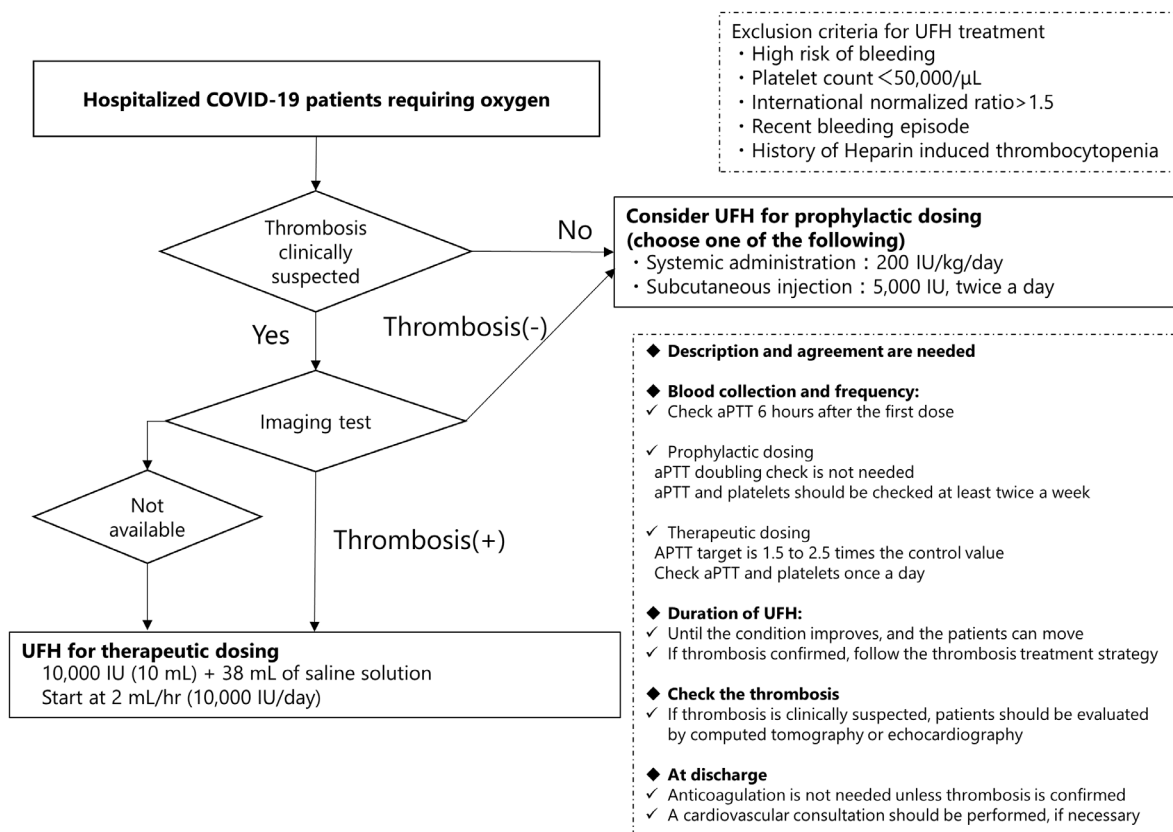 Exclusion criteria for UFH treatment
・High risk of bleeding
・Platelet count＜50,000/μL
・International normalized ratio>1.5
・Recent bleeding episode
・History of Heparin induced thrombocytopenia
Hospitalized COVID-19 patients requiring oxygen
Thrombosis
clinically
suspected
No
Yes
Consider UFH for prophylactic dosing
(choose one of the following)
・Systemic administration：200 IU/kg/day
・Subcutaneous injection：5,000 IU, twice a day
Thrombosis(-)
Imaging test
Not
available
Thrombosis(+)
UFH for therapeutic dosing
10,000 IU (10 mL) + 38 mL of saline solution
Start at 2 mL/hr (10,000 IU/day)
◆ Description and agreement are needed
◆ Blood collection and frequency:
✓ Check aPTT 6 hours after the first dose
✓ Prophylactic dosing
aPTT doubling check is not needed
aPTT and platelets should be checked at least twice a week
✓ Therapeutic dosing
APTT target is 1.5 to 2.5 times the control value
Check aPTT and platelets once a day
◆ Duration of UFH:
✓ Until the condition improves, and the patients can move
✓ If thrombosis confirmed, follow the thrombosis treatment strategy
◆ Check the thrombosis
✓ If thrombosis is clinically suspected, patients should be evaluated
by computed tomography or echocardiography
◆ At discharge
✓ Anticoagulation is not needed unless thrombosis is confirmed
✓ A cardiovascular consultation should be performed, if necessary